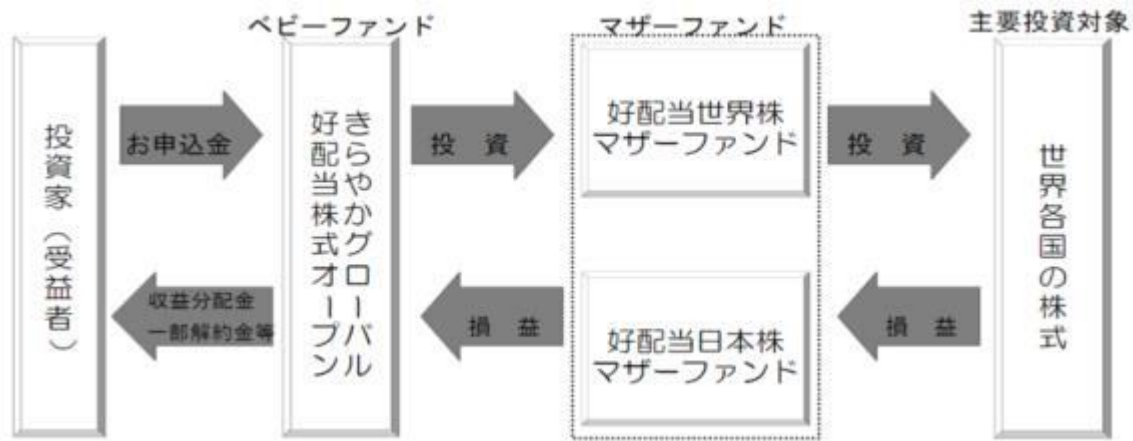 ベビーファンド
マザーファンド
主要投資対象
投資家（受益者）
お申込金
収益分配金
一部解約金等
きらやかグローバル
好配当株式オープン
投　資
損　益
好配当世界株
マザーファンド
好配当日本株
マザーファンド
投　資
損　益
世界各国の株式